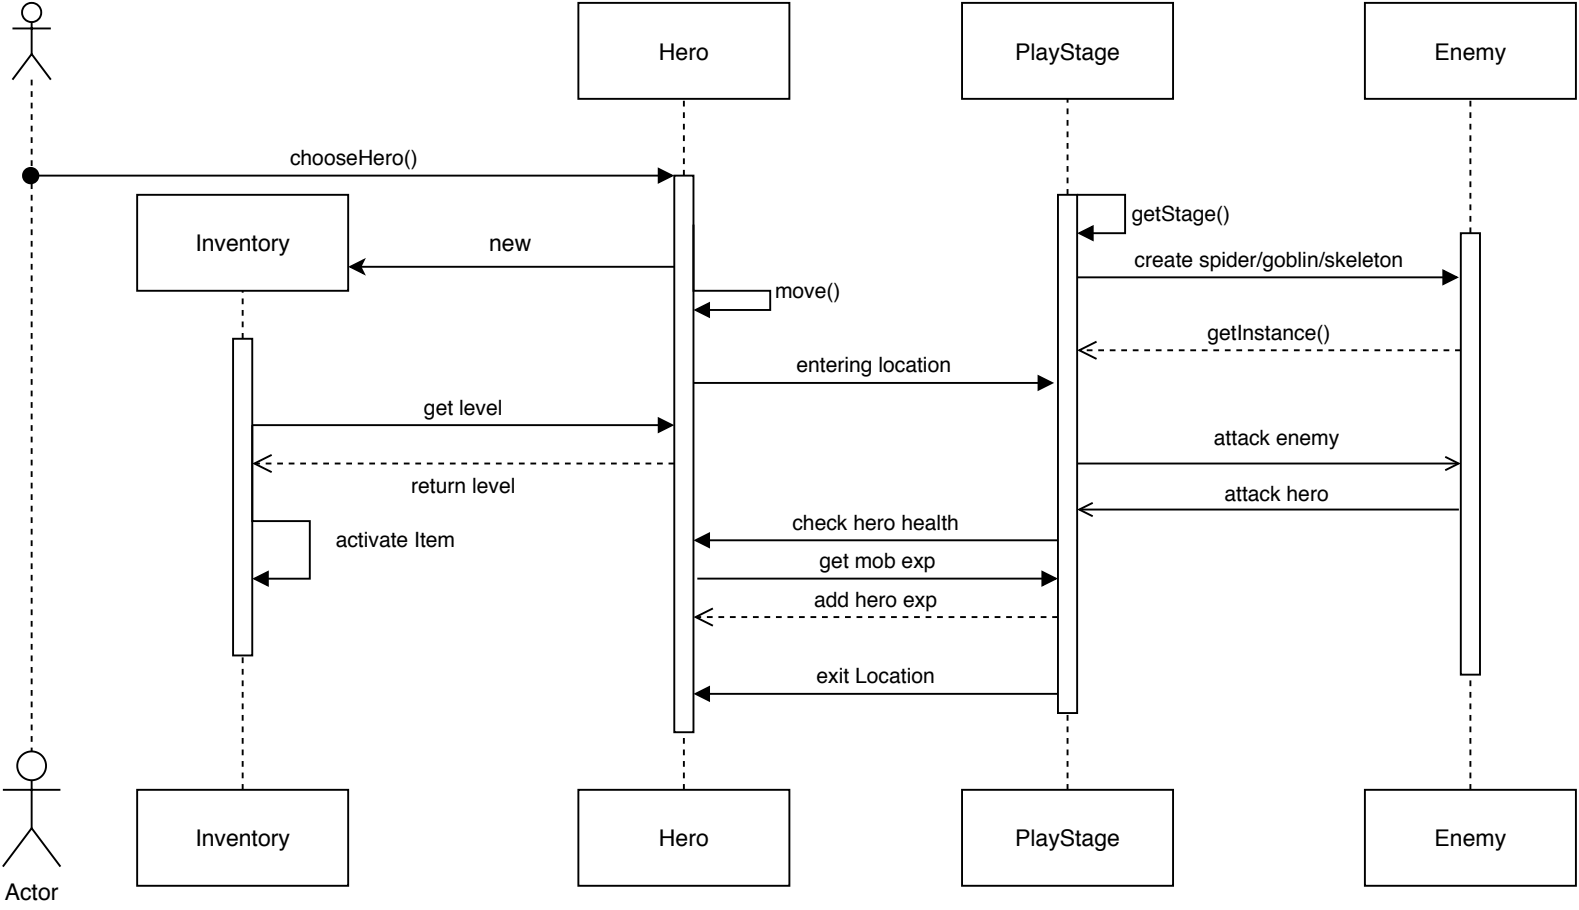 Hero
PlayStage
Enemy
chooseHero()
getStage()
Inventory
new
create spider/goblin/skeleton
move()
getInstance()
entering location
get level
attack enemy
return level
attack hero
check hero health
activate Item
get mob exp
add hero exp
exit Location
Inventory
Hero
PlayStage
Enemy
Actor